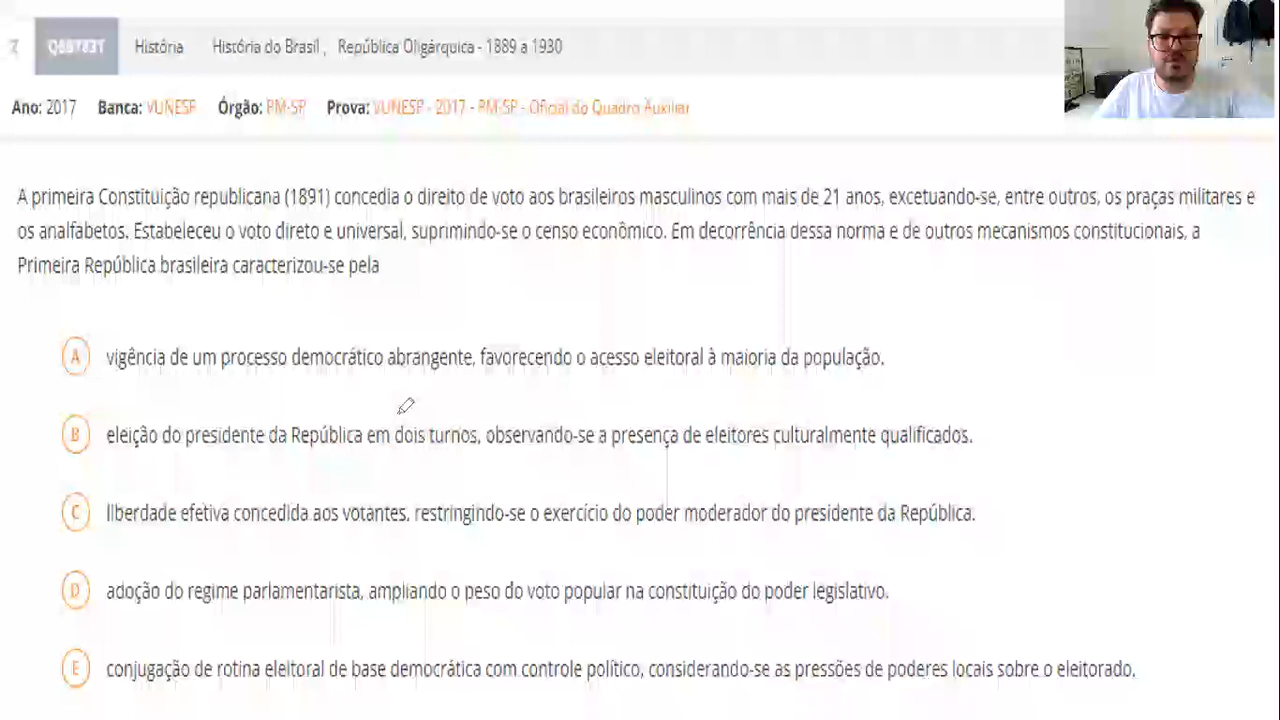 7 Q887837 História História do Brasil , República Oligárquica - 1889 a 1930
Ano: 2017 Banca: VUNESP Órgão: PM-SP Prova: VUNESP - 2017 - PM-SP - Oficial do Quadro Auxiliar
A primeira Constituição republicana (1891) concedia o direito de voto aos brasileiros masculinos com mais de 21 anos, excetuando-se, entre outros, os praças militares e
os analfabetos. Estabeleceu o voto direto e universal, suprimindo-se o censo econômico. Em decorrência dessa norma e de outros mecanismos constitucionais, a
Primeira República brasileira caracterizou-se pela
A vigência de um processo democrático abrangente, favorecendo o acesso eleitoral à maioria da população.
B eleição do presidente da República em dois turnos, observando-se a presença de eleitores culturalmente qualificados.
C liberdade efetiva concedida aos votantes, restringindo-se o exercício do poder moderador do presidente da República.
D adoção do regime parlamentarista, ampliando o peso do voto popular na constituição do poder legislativo.
E conjugação de rotina eleitoral de base democrática com controle político, considerando-se as pressões de poderes locais sobre o eleitorado.